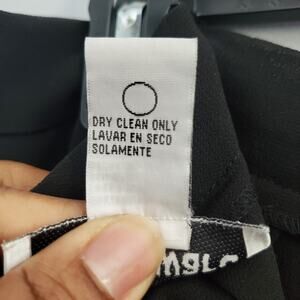 DRY CLEAN ONLY
LAVAR EN SECO
SOLAMENTE